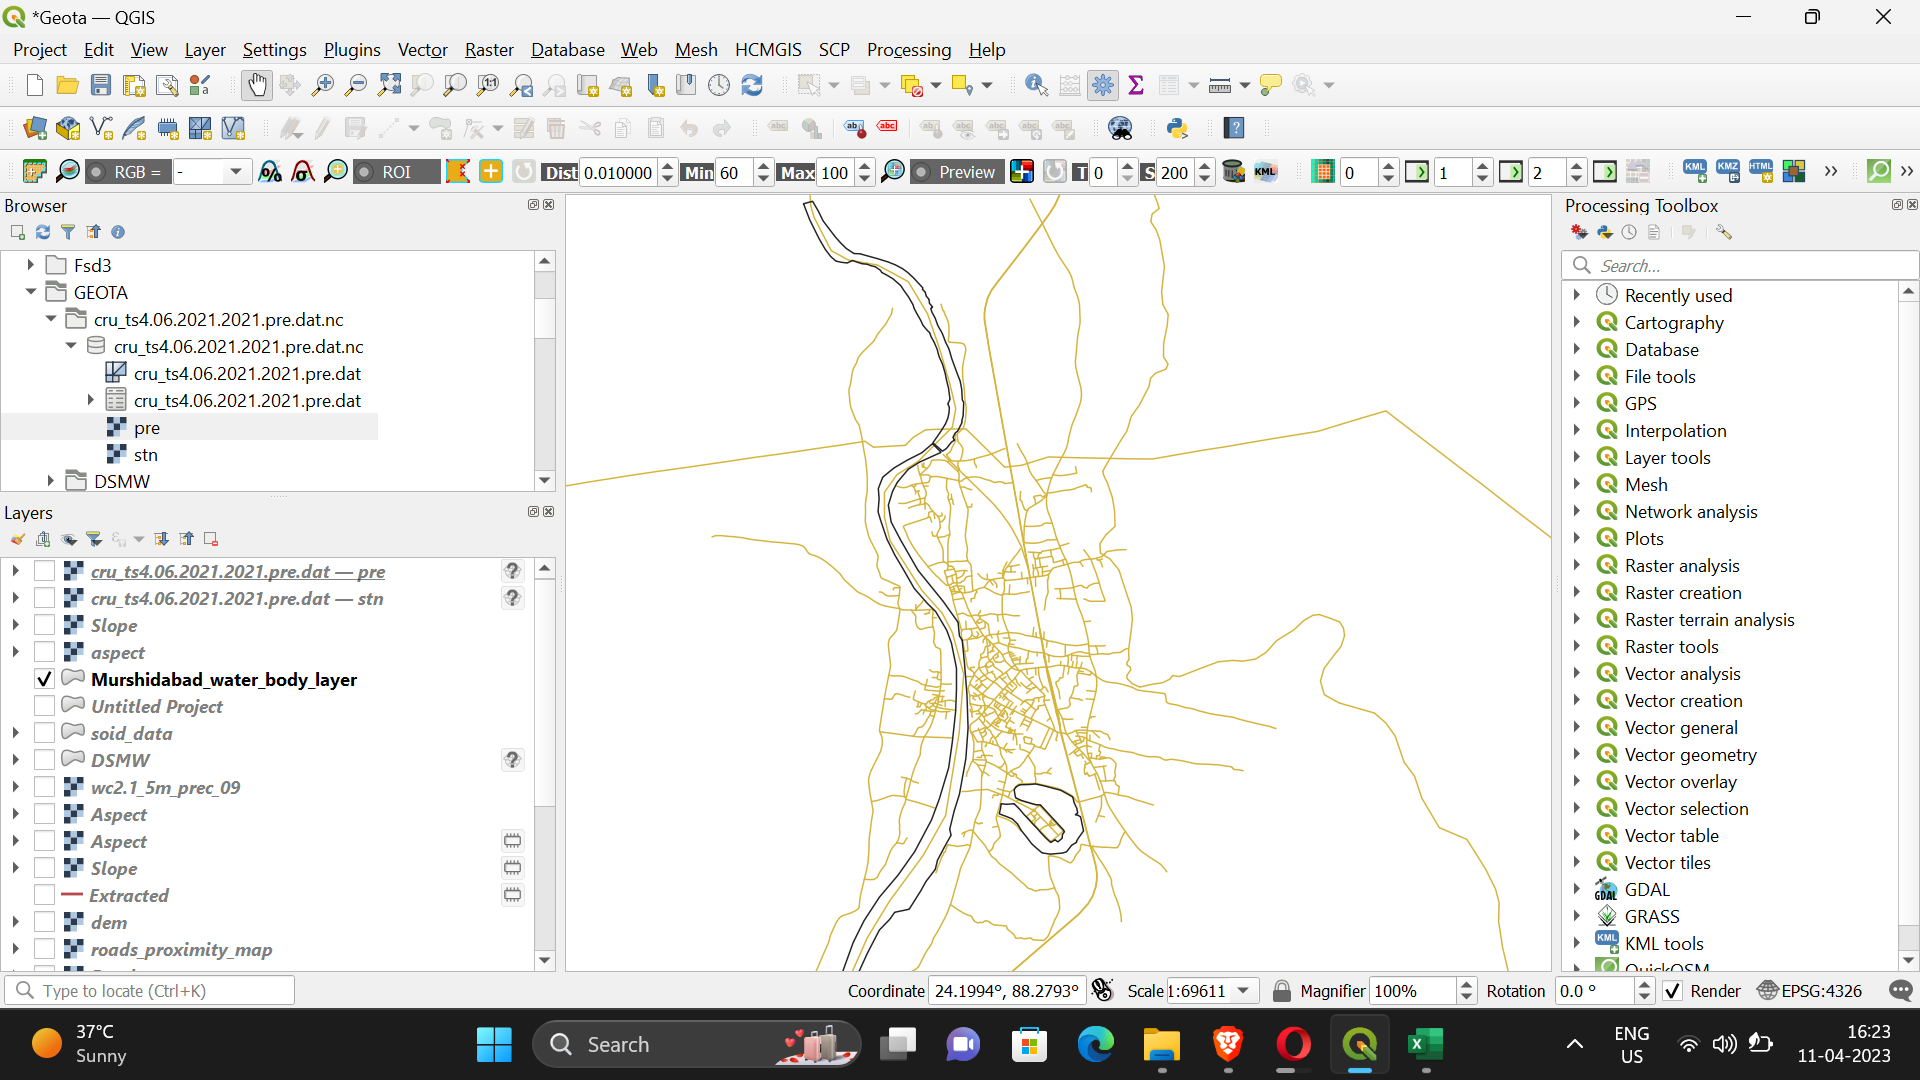 *Geota — QGIS
Project Edit View Layer Settings Plugins Vector Raster Database Web Mesh HCMGIS SCP Processing Help
RGB = - ROI Dist 0.010000 Min 60 Max 100 Preview T 0 S 200 KML 0 1 2 KML KMZ HTML
Browser
Fsd3
GEOTA
cru_ts4.06.2021.2021.pre.dat.nc
cru_ts4.06.2021.2021.pre.dat.nc
cru_ts4.06.2021.2021.pre.dat
cru_ts4.06.2021.2021.pre.dat
pre
stn
DSMW
Layers
cru_ts4.06.2021.2021.pre.dat — pre
cru_ts4.06.2021.2021.pre.dat — stn
Slope
aspect
Murshidabad_water_body_layer
Untitled Project
soid_data
DSMW
wc2.1_5m_prec_09
Aspect
Aspect
Slope
Extracted
dem
roads_proximity_map
Processing Toolbox
Search...
Recently used
Cartography
Database
File tools
GPS
Interpolation
Layer tools
Mesh
Network analysis
Plots
Raster analysis
Raster creation
Raster terrain analysis
Raster tools
Vector analysis
Vector creation
Vector general
Vector geometry
Vector overlay
Vector selection
Vector table
Vector tiles
GDAL
GRASS
KML tools
QuickOSM
Type to locate (Ctrl+K)
Coordinate 24.1994°, 88.2793° Scale 1:69611 Magnifier 100% Rotation 0.0 ° Render EPSG:4326
37°C
Sunny
Search
ENG
US
16:23
11-04-2023